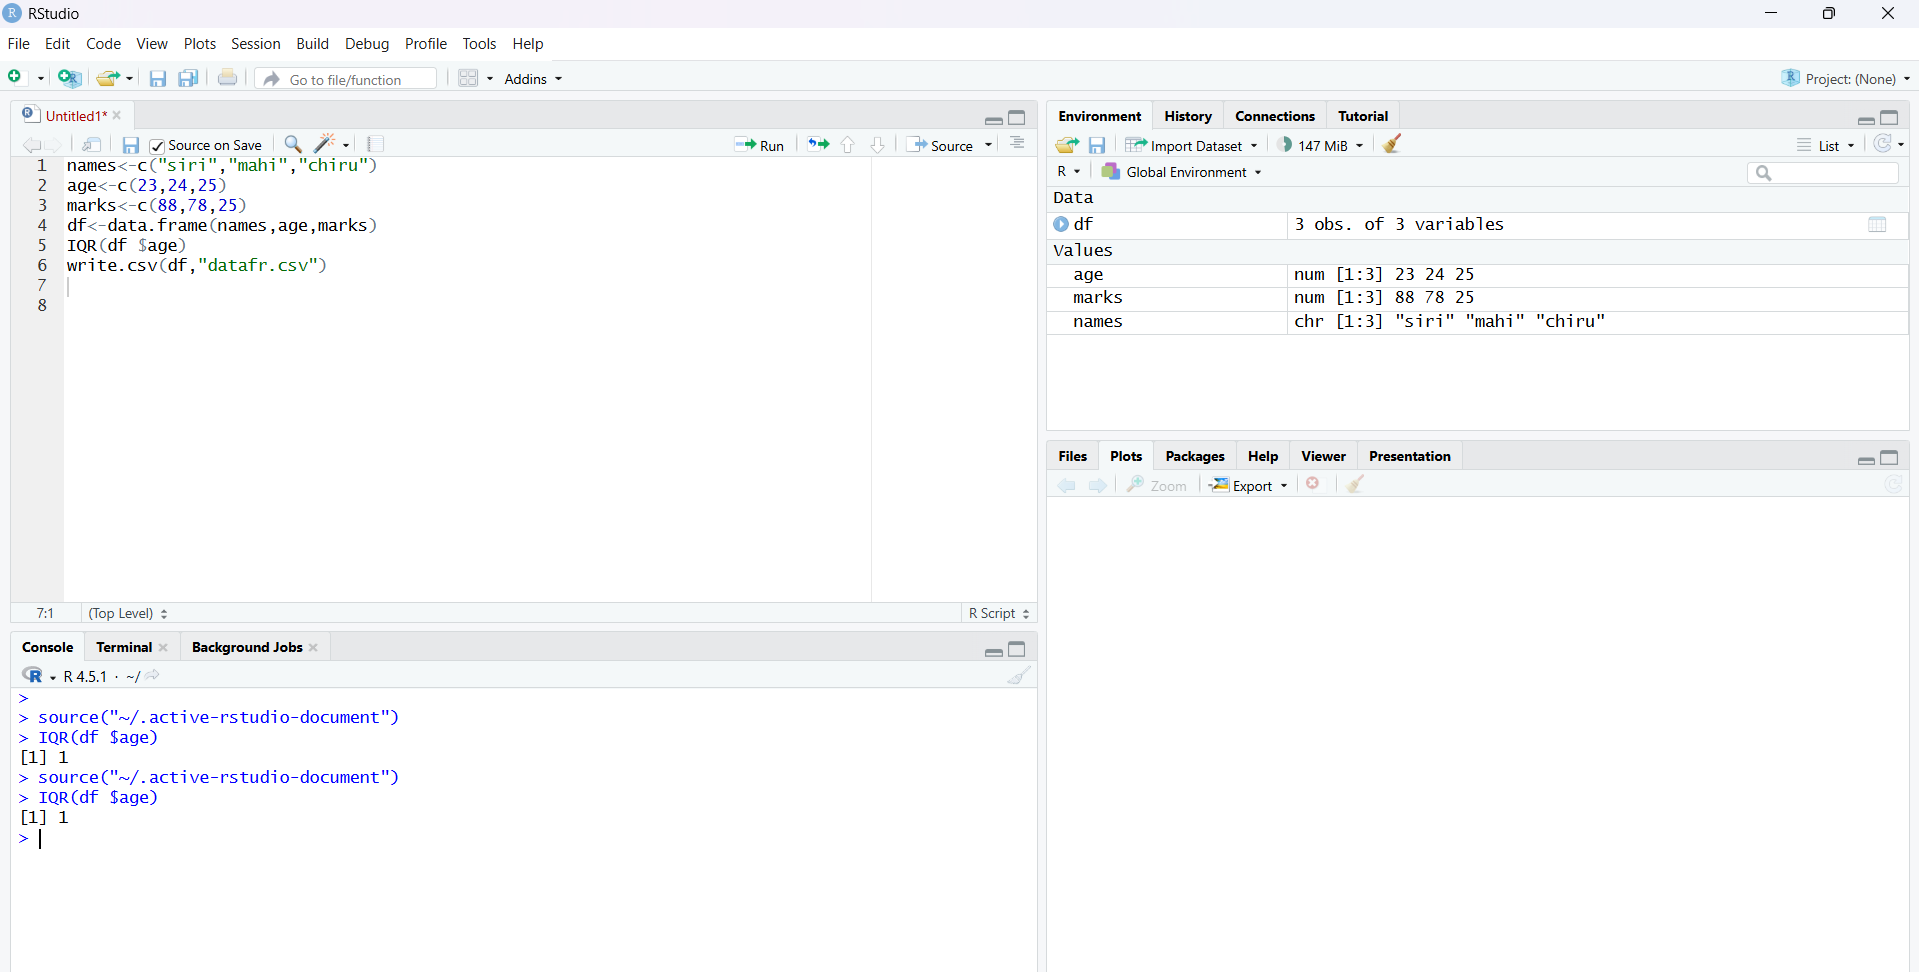 RStudio
File Edit Code View Plots Session Build Debug Profile Tools Help
Go to file/function Addins Project: (None)
Untitled1*
Source on Save Run Source
1 names<-c("siri","mahi","chiru")
2 age<-c(23,24,25)
3 marks<-c(88,78,25)
4 df<-data.frame(names,age,marks)
5 IQR(df $age)
6 write.csv(df,"datafr.csv")
7
8
7:1 (Top Level) R Script
Console Terminal Background Jobs
R 4.5.1 · ~/
>
> source("~/.active-rstudio-document")
> IQR(df $age)
[1] 1
> source("~/.active-rstudio-document")
> IQR(df $age)
[1] 1
>
Environment History Connections Tutorial
Import Dataset 147 MiB List
R Global Environment
Data
df 3 obs. of 3 variables
Values
age num [1:3] 23 24 25
marks num [1:3] 88 78 25
names chr [1:3] "siri" "mahi" "chiru"
Files Plots Packages Help Viewer Presentation
Zoom Export